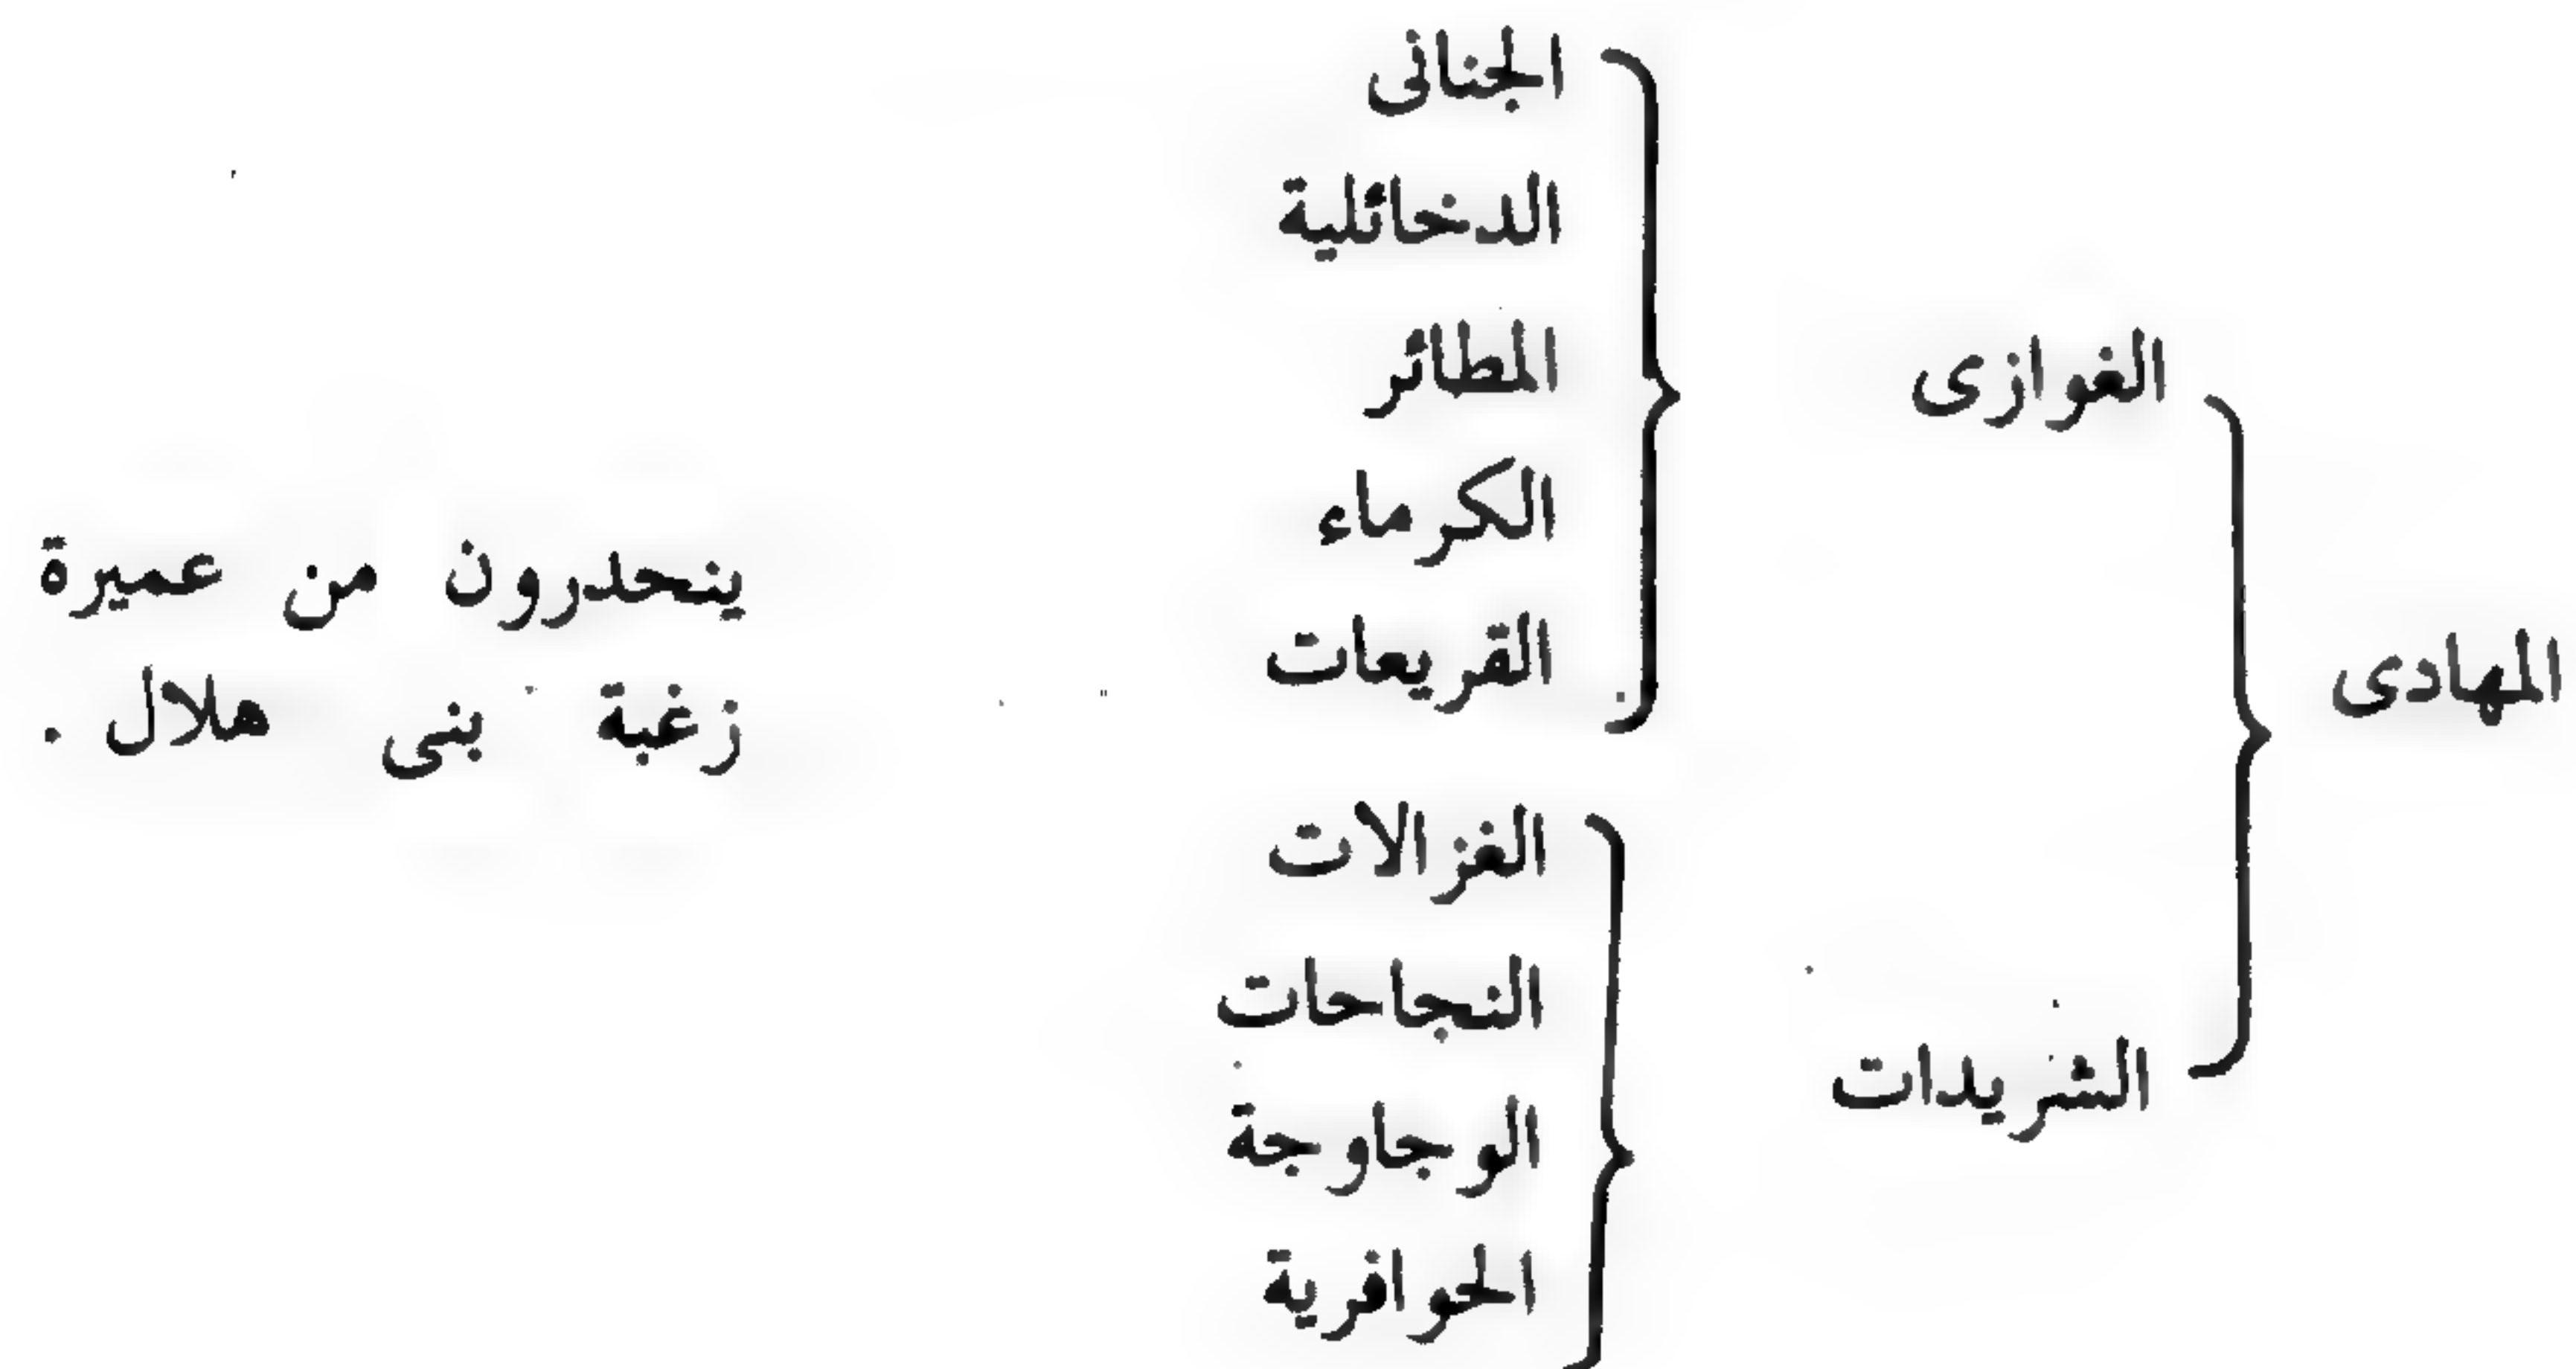 المهادى
الغوازى
الجنانى
الدخائلية
المطائر
الكرماء
القريعات
الشريدات
الغزالات
النجاحات
الوجاوجة
الحوافرية
ينحدرون من عميرة
زغبة بنى هلال .